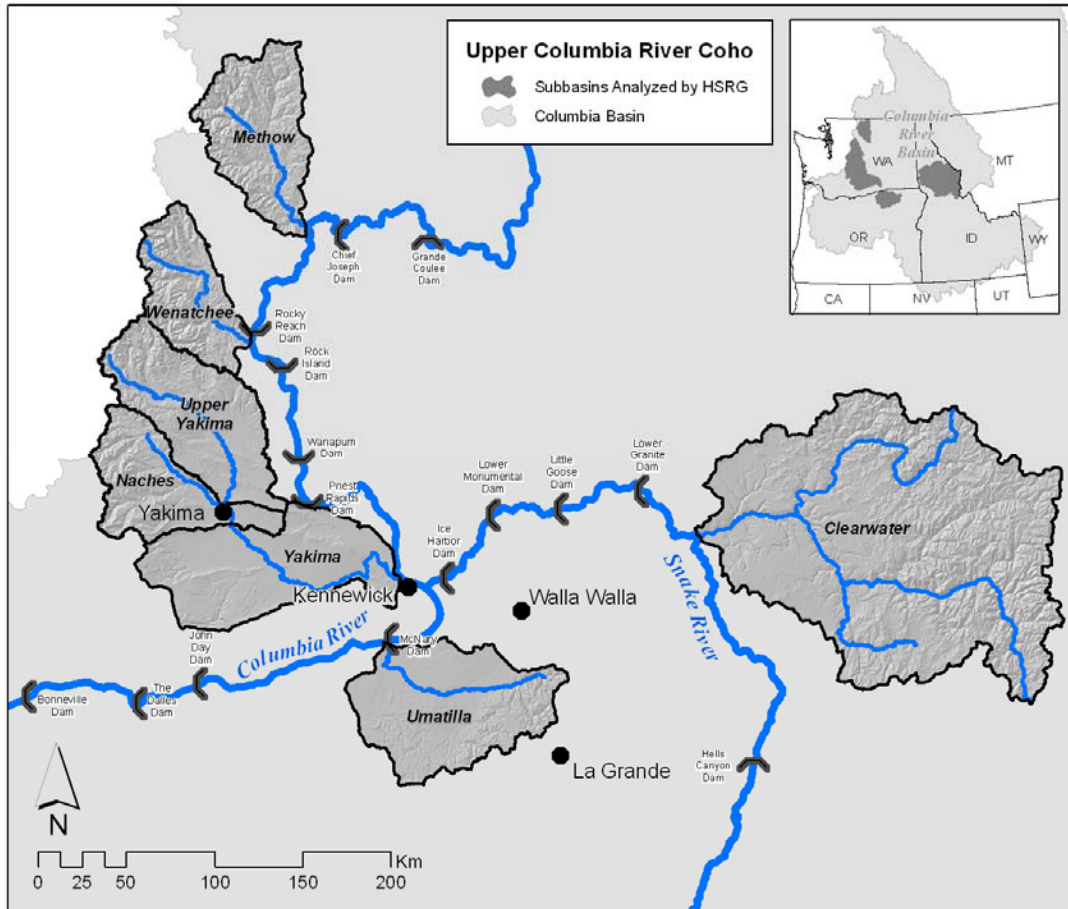 Upper Columbia River Coho
Subbasins Analyzed by HSRG
Columbia Basin
Columbia
River
Basin
WA
MT
OR
ID
WY
CA
NV
UT
Methow
Chief
Joseph
Dam
Grande
Coulee
Dam
Wenatchee
Rocky
Reach
Dam
Rock
Island
Dam
Upper
Yakima
Wanapum
Dam
Naches
Priest
Rapids
Dam
Yakima
Yakima
Kennewick
Ice
Harbor
Dam
Lower
Monumental
Dam
Little
Goose
Dam
Lower
Granite
Dam
Clearwater
Snake River
Walla Walla
Columbia River
McNary
Dam
John
Day
Dam
The
Dalles
Dam
Bonneville
Dam
Umatilla
La Grande
Hells
Canyon
Dam
N
0 25 50 100 150 200
Km